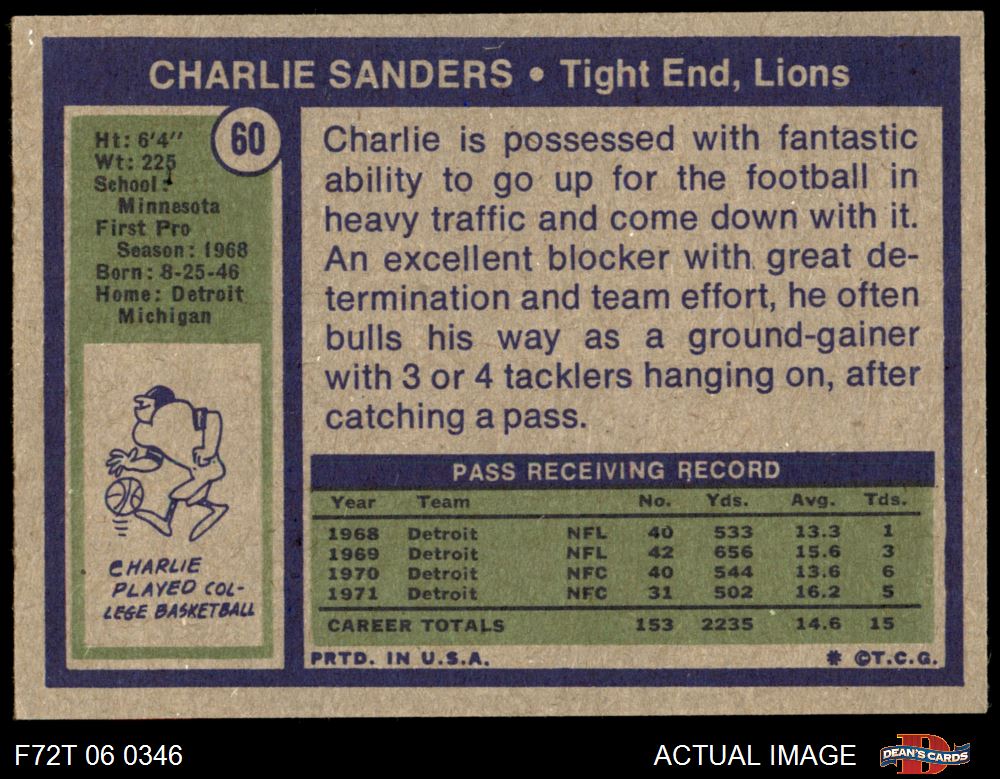 CHARLIE SANDERS • Tight End, Lions
60
Ht: 6'4"
Wt: 225
School:
Minnesota
First Pro
Season: 1968
Born: 8-25-46
Home: Detroit
Michigan
CHARLIE
PLAYED COL-
LEGE BASKETBALL
Charlie is possessed with fantastic
ability to go up for the football in
heavy traffic and come down with it.
An excellent blocker with great de-
termination and team effort, he often
bulls his way as a ground-gainer
with 3 or 4 tacklers hanging on, after
catching a pass.
PASS RECEIVING RECORD
Year Team No. Yds. Avg. Tds.
1968 Detroit NFL 40 533 13.3 1
1969 Detroit NFL 42 656 15.6 3
1970 Detroit NFC 40 544 13.6 6
1971 Detroit NFC 31 502 16.2 5
CAREER TOTALS 153 2235 14.6 15
PRTD. IN U.S.A. * ©T.C.G.
F72T 06 0346 ACTUAL IMAGE DEAN'S CARDS